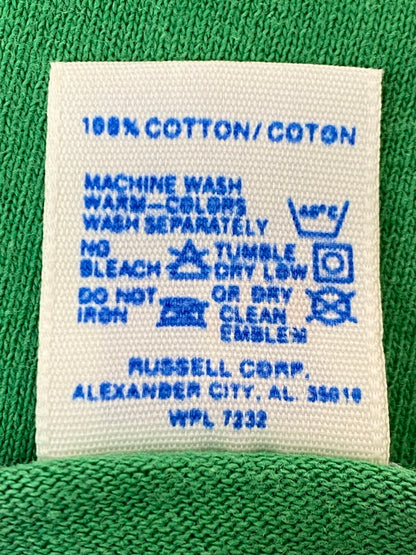 100% COTTON/COTON
MACHINE WASH
WARM-COLORS
WASH SEPARATELY
40°C
NO BLEACH
TUMBLE DRY LOW
DO NOT IRON
OR DRY CLEAN EMBLEM
RUSSELL CORP.
ALEXANDER CITY, AL. 35010
WPL 7232